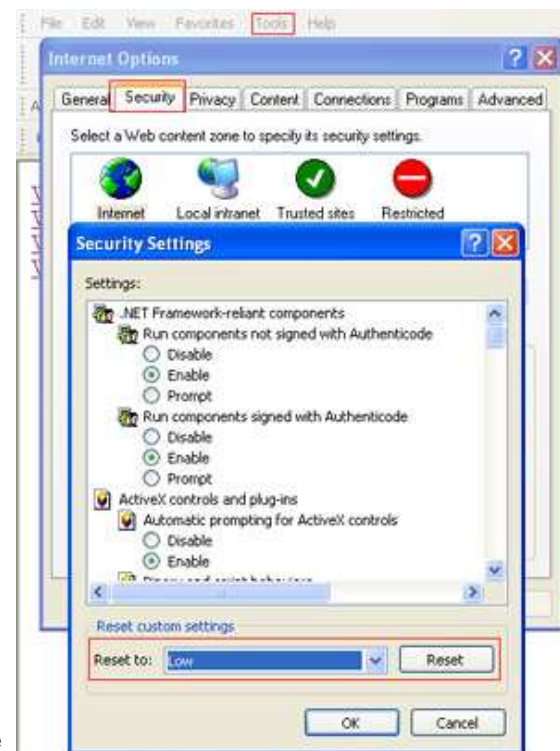 File Edit View Favorites Tools Help
Internet Options
General Security Privacy Content Connections Programs Advanced
Select a Web content zone to specify its security settings.
Internet Local intranet Trusted sites Restricted
Security Settings
Settings:
.NET Framework-reliant components
Run components not signed with Authenticode
Disable
Enable
Prompt
Run components signed with Authenticode
Disable
Enable
Prompt
ActiveX controls and plug-ins
Automatic prompting for ActiveX controls
Disable
Enable
Reset custom settings
Reset to: Low Reset
OK Cancel